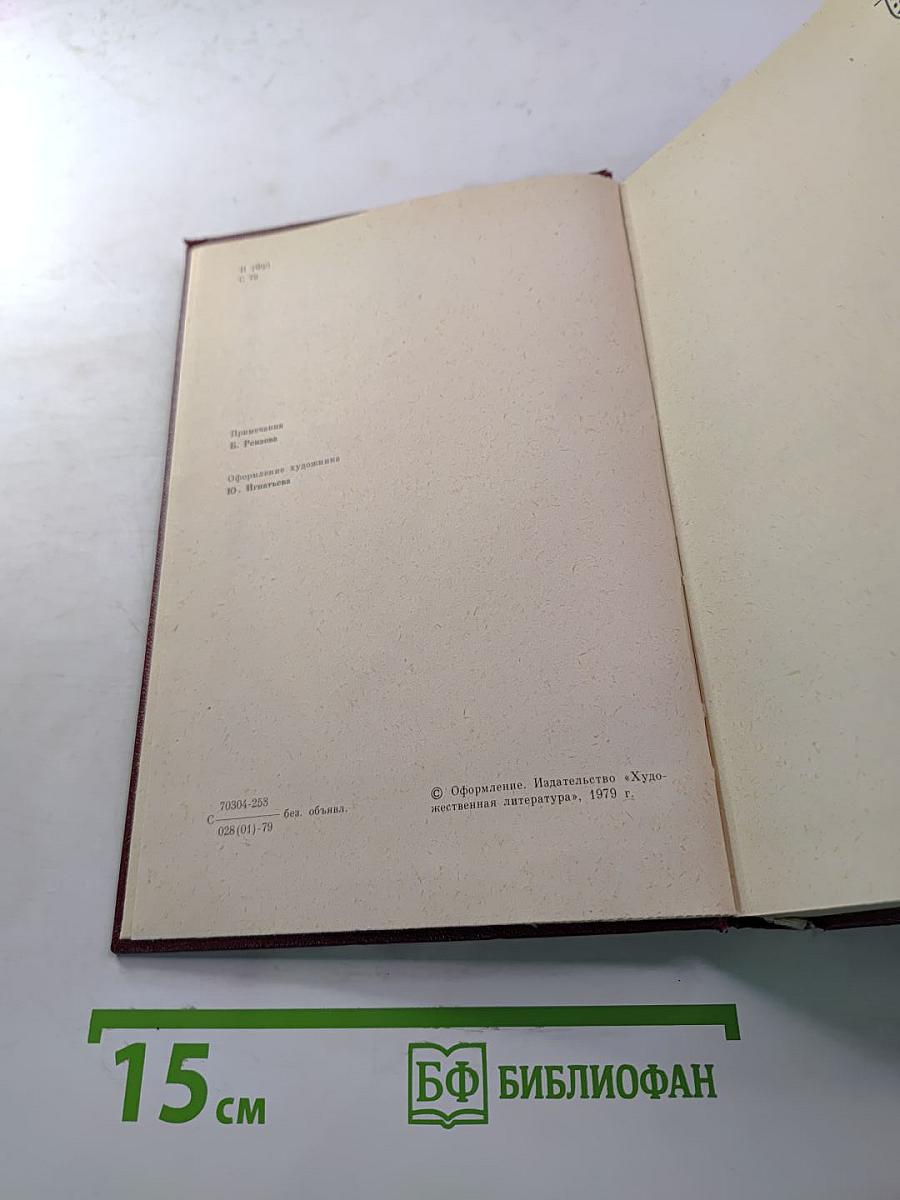 И (Фр)
С 79
Примечания
Б. Реизова
Оформление художника
Ю. Игнатьева
70304-253
С ——— без. объявл.
028(01)-79
© Оформление. Издательство «Худо-
жественная литература», 1979 г.
15 см
БФ БИБЛИОФАН